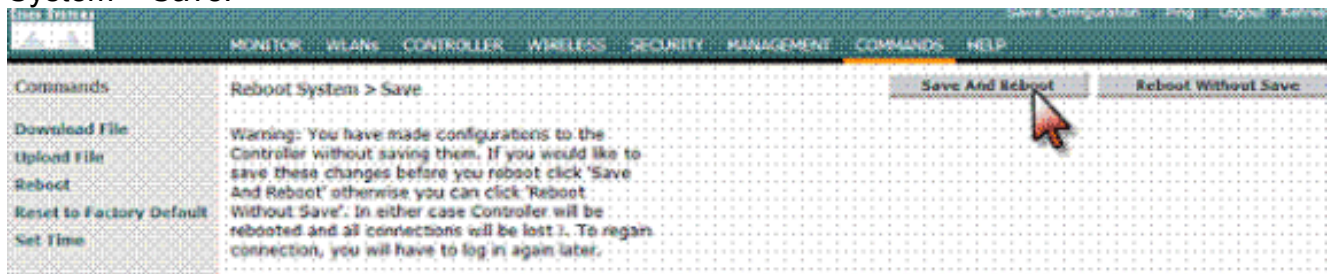 System > Save.
Save Configuration Ping Logout Refresh
MONITOR WLANs CONTROLLER WIRELESS SECURITY MANAGEMENT COMMANDS HELP
Commands
Reboot System > Save
Save And Reboot
Reboot Without Save
Download File
Upload File
Reboot
Reset to Factory Default
Set Time
Warning: You have made configurations to the
Controller without saving them. If you would like to
save these changes before you reboot click 'Save
And Reboot' otherwise you can click 'Reboot
Without Save'. In either case Controller will be
rebooted and all connections will be lost !. To regain
connection, you will have to log in again later.